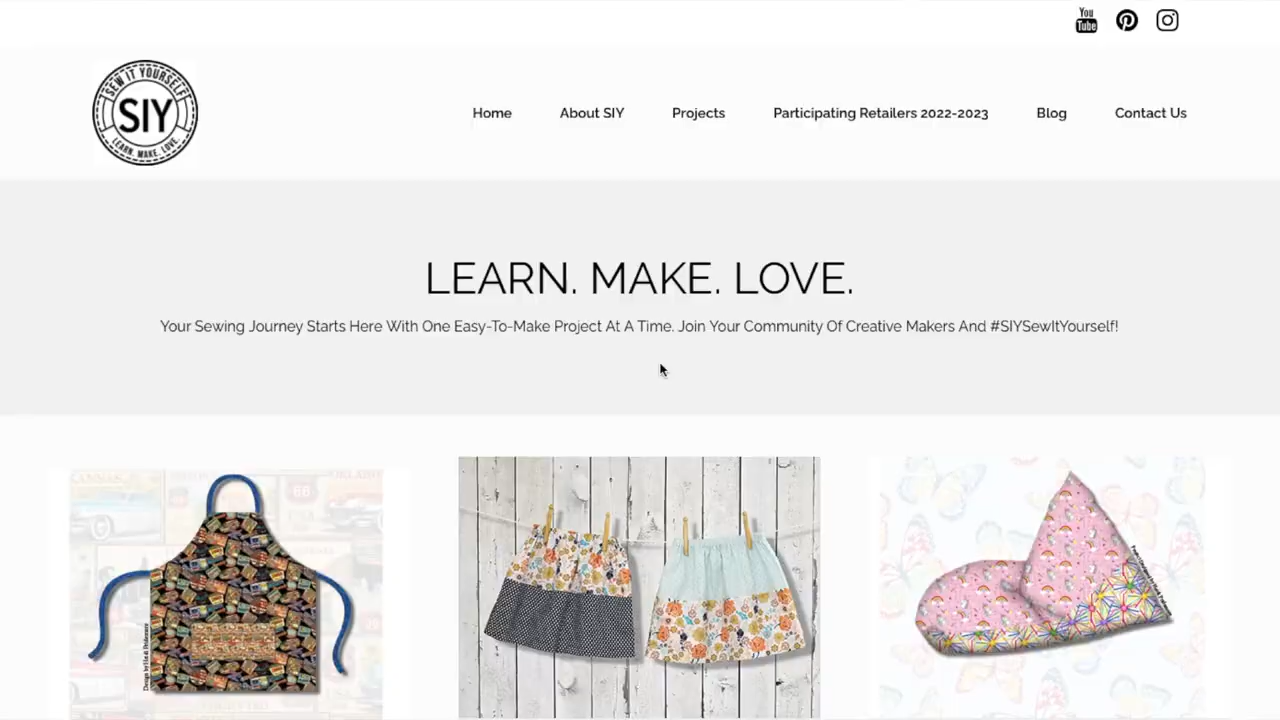 You
Tube
SEW IT YOURSELF
SIY
LEARN. MAKE. LOVE.
Home About SIY Projects Participating Retailers 2022-2023 Blog Contact Us
LEARN. MAKE. LOVE.
Your Sewing Journey Starts Here With One Easy-To-Make Project At A Time. Join Your Community Of Creative Makers And #SIYSewItYourself!